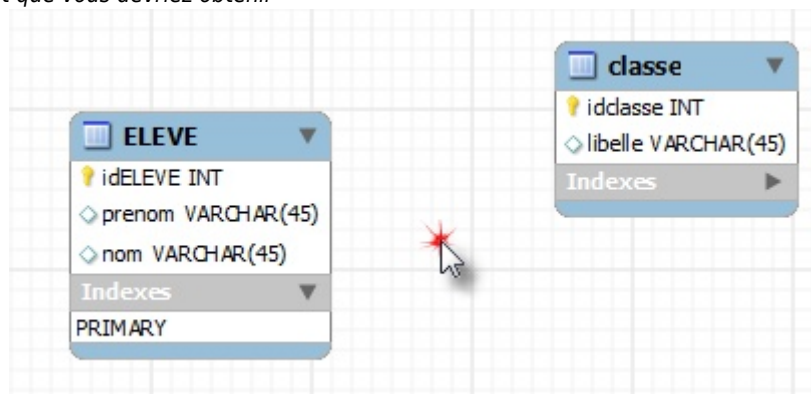 que vous devriez obtenir
classe
idclasse INT
libelle VARCHAR(45)
Indexes
ELEVE
idELEVE INT
prenom VARCHAR(45)
nom VARCHAR(45)
Indexes
PRIMARY